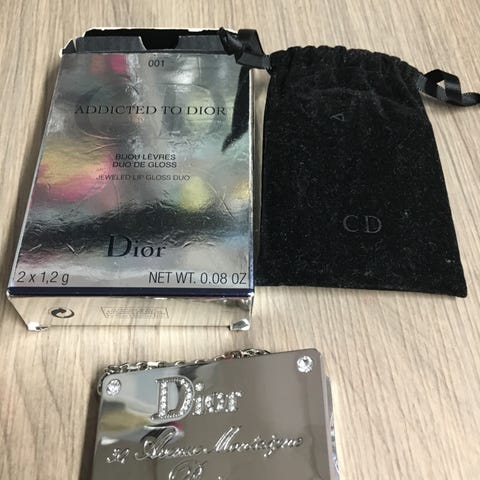 001
ADDICTED TO DIOR
BIJOU LÈVRES
DUO DE GLOSS
JEWELED LIP GLOSS DUO
Dior
2 x 1,2 g NET WT. 0.08 OZ
CD
Dior
30 Avenue Montaigne